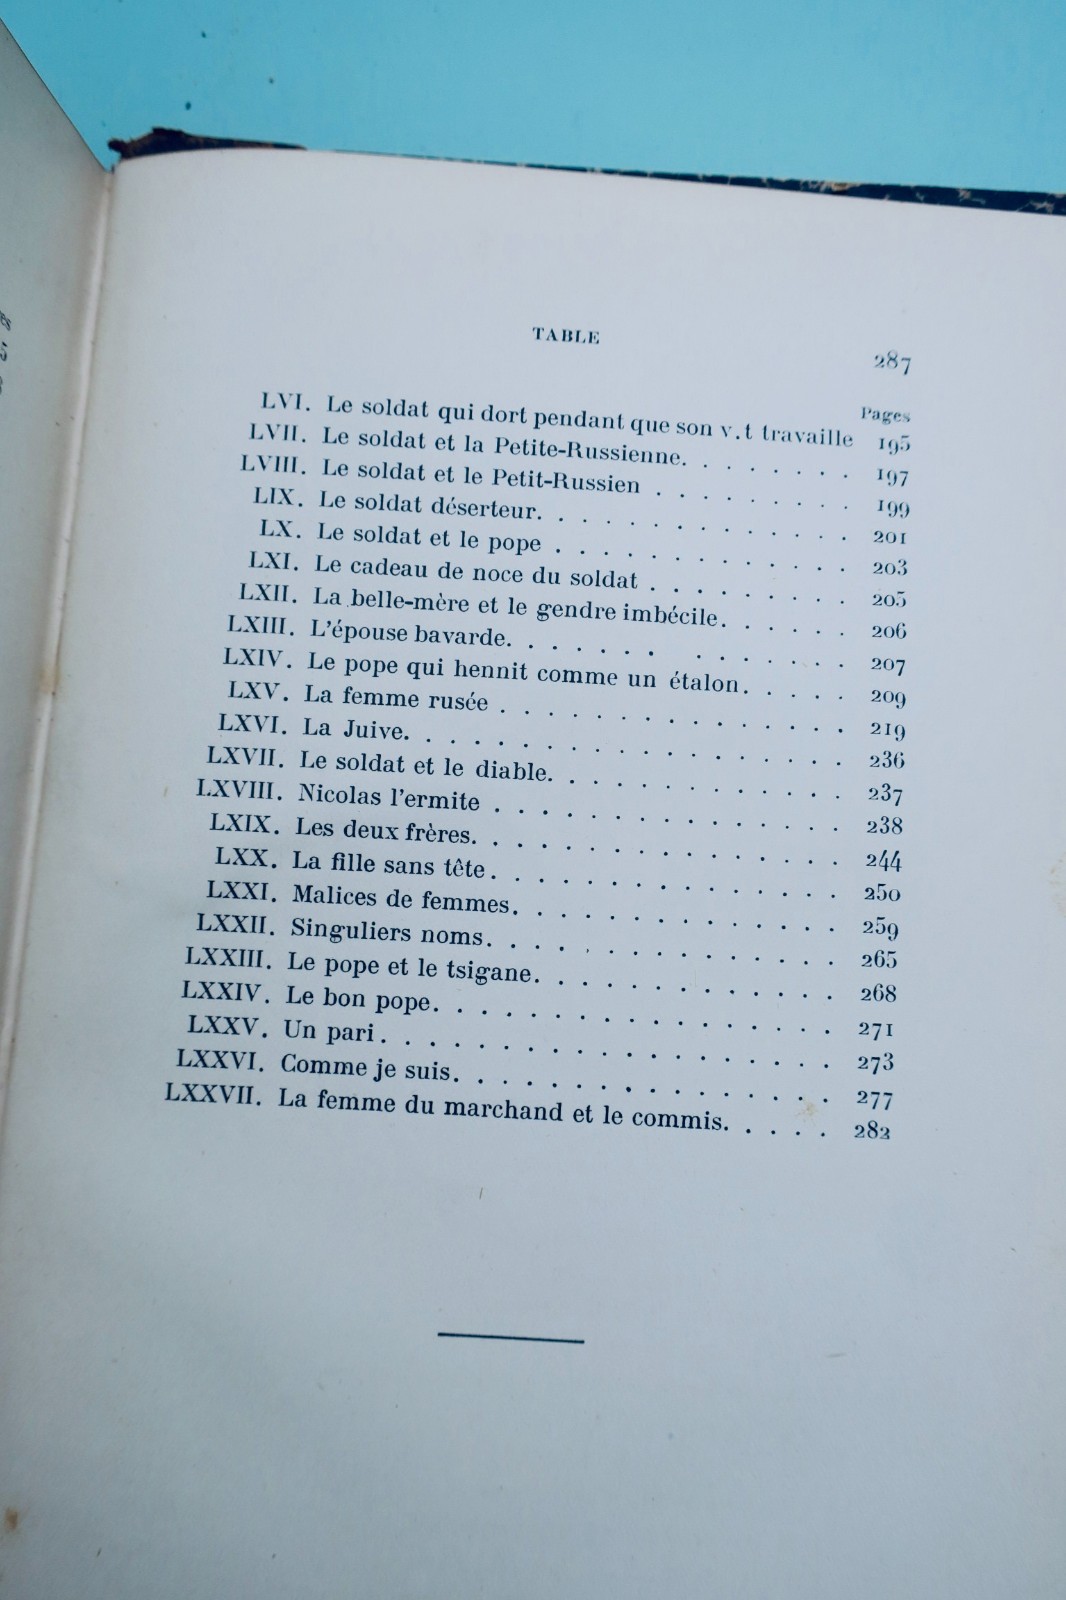 TABLE
287
Pages
LVI. Le soldat qui dort pendant que son v.t travaille 195
LVII. Le soldat et la Petite-Russienne. . . . . . . . 197
LVIII. Le soldat et le Petit-Russien . . . . . . . . . 199
LIX. Le soldat déserteur. . . . . . . . . . . . . . 201
LX. Le soldat et le pope . . . . . . . . . . . . . 203
LXI. Le cadeau de noce du soldat . . . . . . . . . 205
LXII. La belle-mère et le gendre imbécile. . . . . . 206
LXIII. L'épouse bavarde. . . . . . . . . . . . . . 207
LXIV. Le pope qui hennit comme un étalon. . . . . 209
LXV. La femme rusée . . . . . . . . . . . . . . . 219
LXVI. La Juive. . . . . . . . . . . . . . . . . . . 236
LXVII. Le soldat et le diable. . . . . . . . . . . . . 237
LXVIII. Nicolas l'ermite . . . . . . . . . . . . . . . 238
LXIX. Les deux frères. . . . . . . . . . . . . . . . 244
LXX. La fille sans tête. . . . . . . . . . . . . . . 250
LXXI. Malices de femmes. . . . . . . . . . . . . . 259
LXXII. Singuliers noms. . . . . . . . . . . . . . . 265
LXXIII. Le pope et le tsigane. . . . . . . . . . . . . 268
LXXIV. Le bon pope. . . . . . . . . . . . . . . . . 271
LXXV. Un pari. . . . . . . . . . . . . . . . . . . 273
LXXVI. Comme je suis. . . . . . . . . . . . . . . . 277
LXXVII. La femme du marchand et le commis. . . . . 282